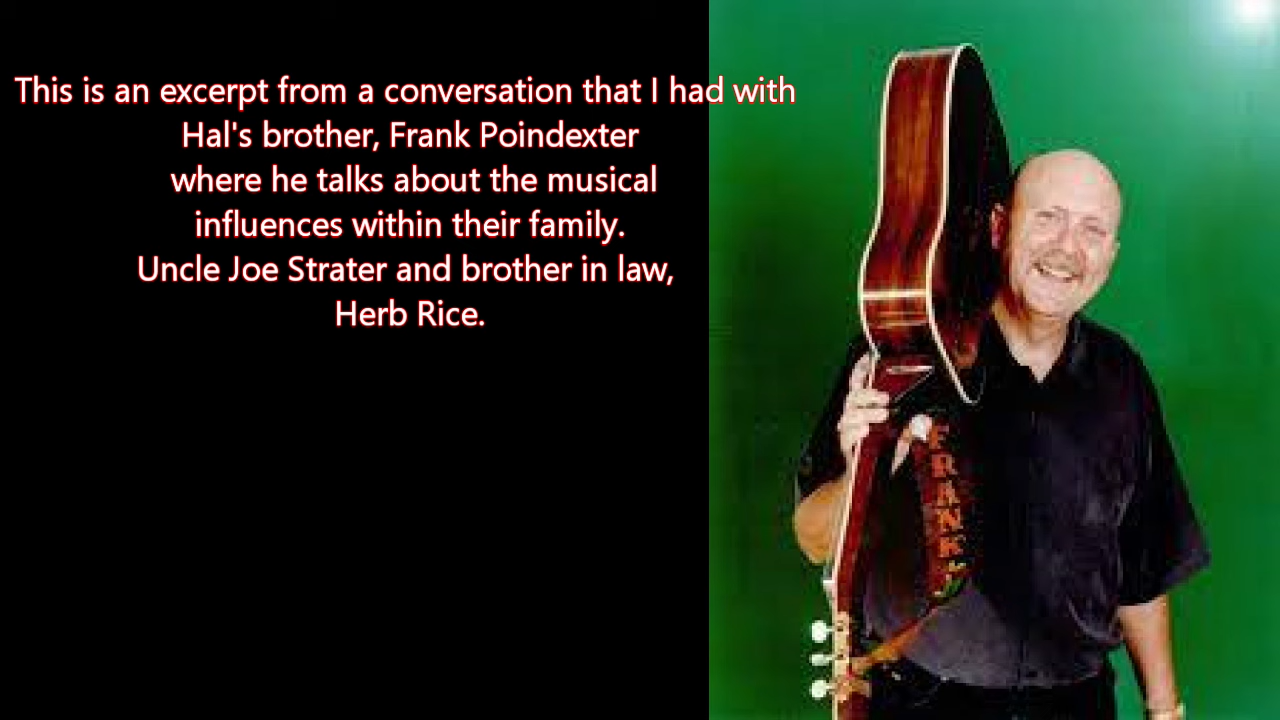 This is an excerpt from a conversation that I had with
Hal's brother, Frank Poindexter
where he talks about the musical
influences within their family.
Uncle Joe Strater and brother in law,
Herb Rice.
FRANK